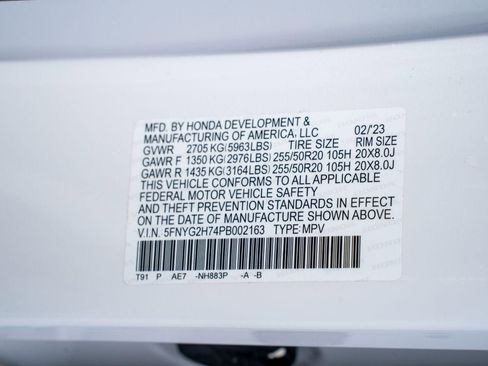 MFD. BY HONDA DEVELOPMENT &
MANUFACTURING OF AMERICA, LLC 02/'23
GVWR 2705 KG (5963LBS) TIRE SIZE RIM SIZE
GAWR F 1350 KG (2976LBS) 255/50R20 105H 20X8.0J
GAWR R 1435 KG (3164LBS) 255/50R20 105H 20X8.0J
THIS VEHICLE CONFORMS TO ALL APPLICABLE
FEDERAL MOTOR VEHICLE SAFETY
AND THEFT PREVENTION STANDARDS IN EFFECT
ON THE DATE OF MANUFACTURE SHOWN ABOVE.
V.I.N. 5FNYG2H74PB002163 TYPE: MPV
T91 P AE7 -NH883P -A -B